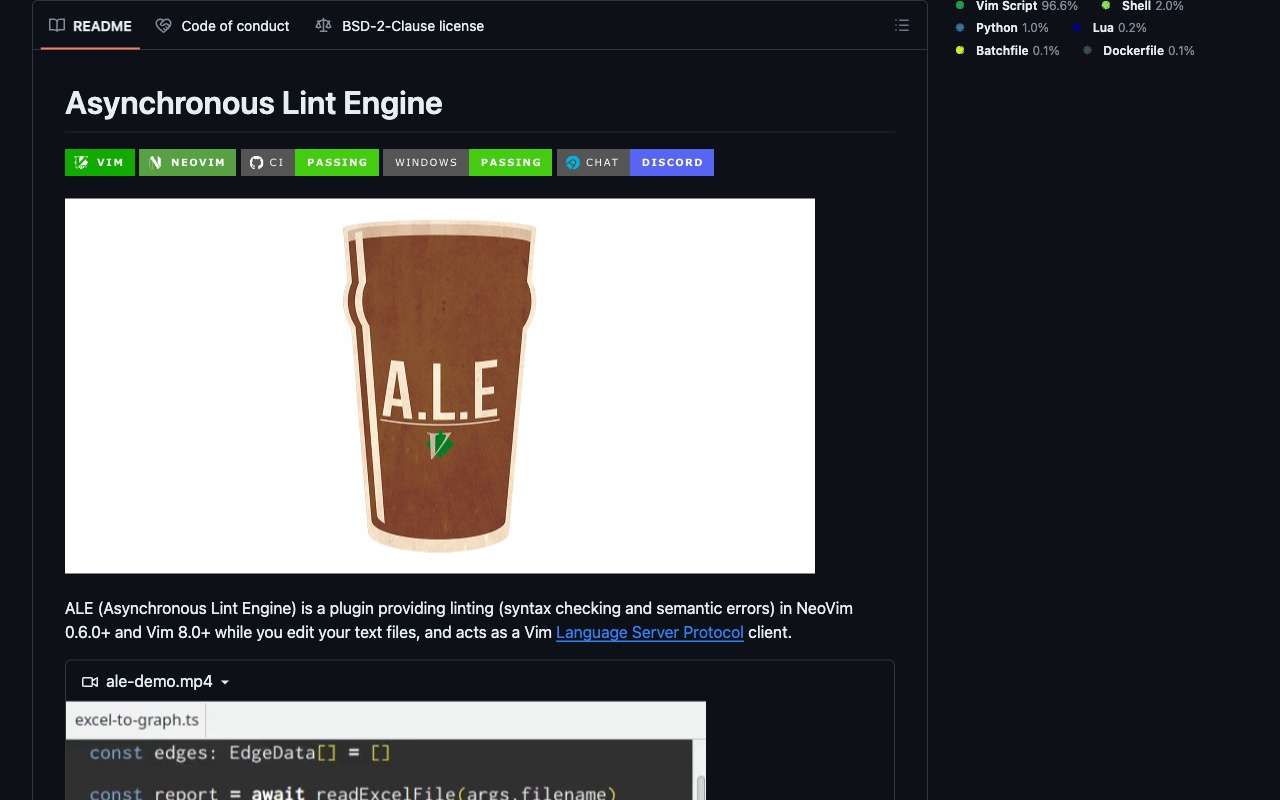 README Code of conduct BSD-2-Clause license
Vim Script 96.6% Shell 2.0%
Python 1.0% Lua 0.2%
Batchfile 0.1% Dockerfile 0.1%
Asynchronous Lint Engine
VIM NEOVIM CI PASSING WINDOWS PASSING CHAT DISCORD
A.L.E
V
ALE (Asynchronous Lint Engine) is a plugin providing linting (syntax checking and semantic errors) in NeoVim
0.6.0+ and Vim 8.0+ while you edit your text files, and acts as a Vim Language Server Protocol client.
ale-demo.mp4
excel-to-graph.ts
const edges: EdgeData[] = []
const report = await readExcelFile(args.filename)